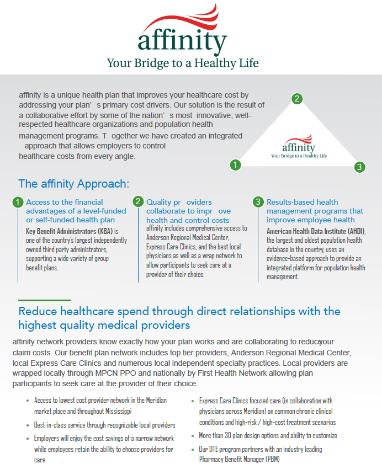 affinity
Your Bridge to a Healthy Life
affinity is a unique health plan that improves your healthcare cost by
addressing your plan' s primary cost drivers. Our solution is the result of
a collaborative effort by some of the nation' s most innovative, well-
respected healthcare organizations and population health
management programs. T ogether we have created an integrated
approach that allows employers to control
healthcare costs from every angle.
2
affinity
Your Bridge to a Healthy Life
1
3
The affinity Approach:
1 Access to the financial
advantages of a level-funded
or self-funded health plan
Key Benefit Administrators (KBA) is
one of the country's largest independently
owned third party administrators,
supporting a wide variety of group
benefit plans.
2 Quality pr oviders
collaborate to impr ove
health and control costs
affinity includes comprehensive access to
Anderson Regional Medical Center,
Express Care Clinics, and the best local
physicians as well as a wrap network to
allow participants to seek care at a
provider of their choice.
3 Results-based health
management programs that
improve employee health
American Health Data Institute (AHDI),
the largest and oldest population health
database in the country, uses an
evidence-based approach to provide an
integrated platform for population health
management.
Reduce healthcare spend through direct relationships with the
highest quality medical providers
affinity network providers know exactly how your plan works and are collaborating to reduce your
claim costs. Our benefit plan network includes top tier providers, Anderson Regional Medical Center,
local Express Care Clinics and numerous local independent specialty practices. Local providers are
wrapped locally through MPCN PPO and nationally by First Health Network allowing plan
participants to seek care at the provider of their choice.
• Access to lowest cost provider network in the Meridian
market place and throughout Mississippi
• Best-in-class service through recognizable local providers
• Employers will enjoy the cost savings of a narrow network
while employees retain the ability to choose providers for
care
• Express Care Clinics focused care (in collaboration with
physicians across Meridian) on common chronic clinical
conditions and high-risk / high-cost treatment scenarios
• More than 30 plan design options and ability to customize
• Our DTE program partners with an industry leading
Pharmacy Benefit Manager (PBM)